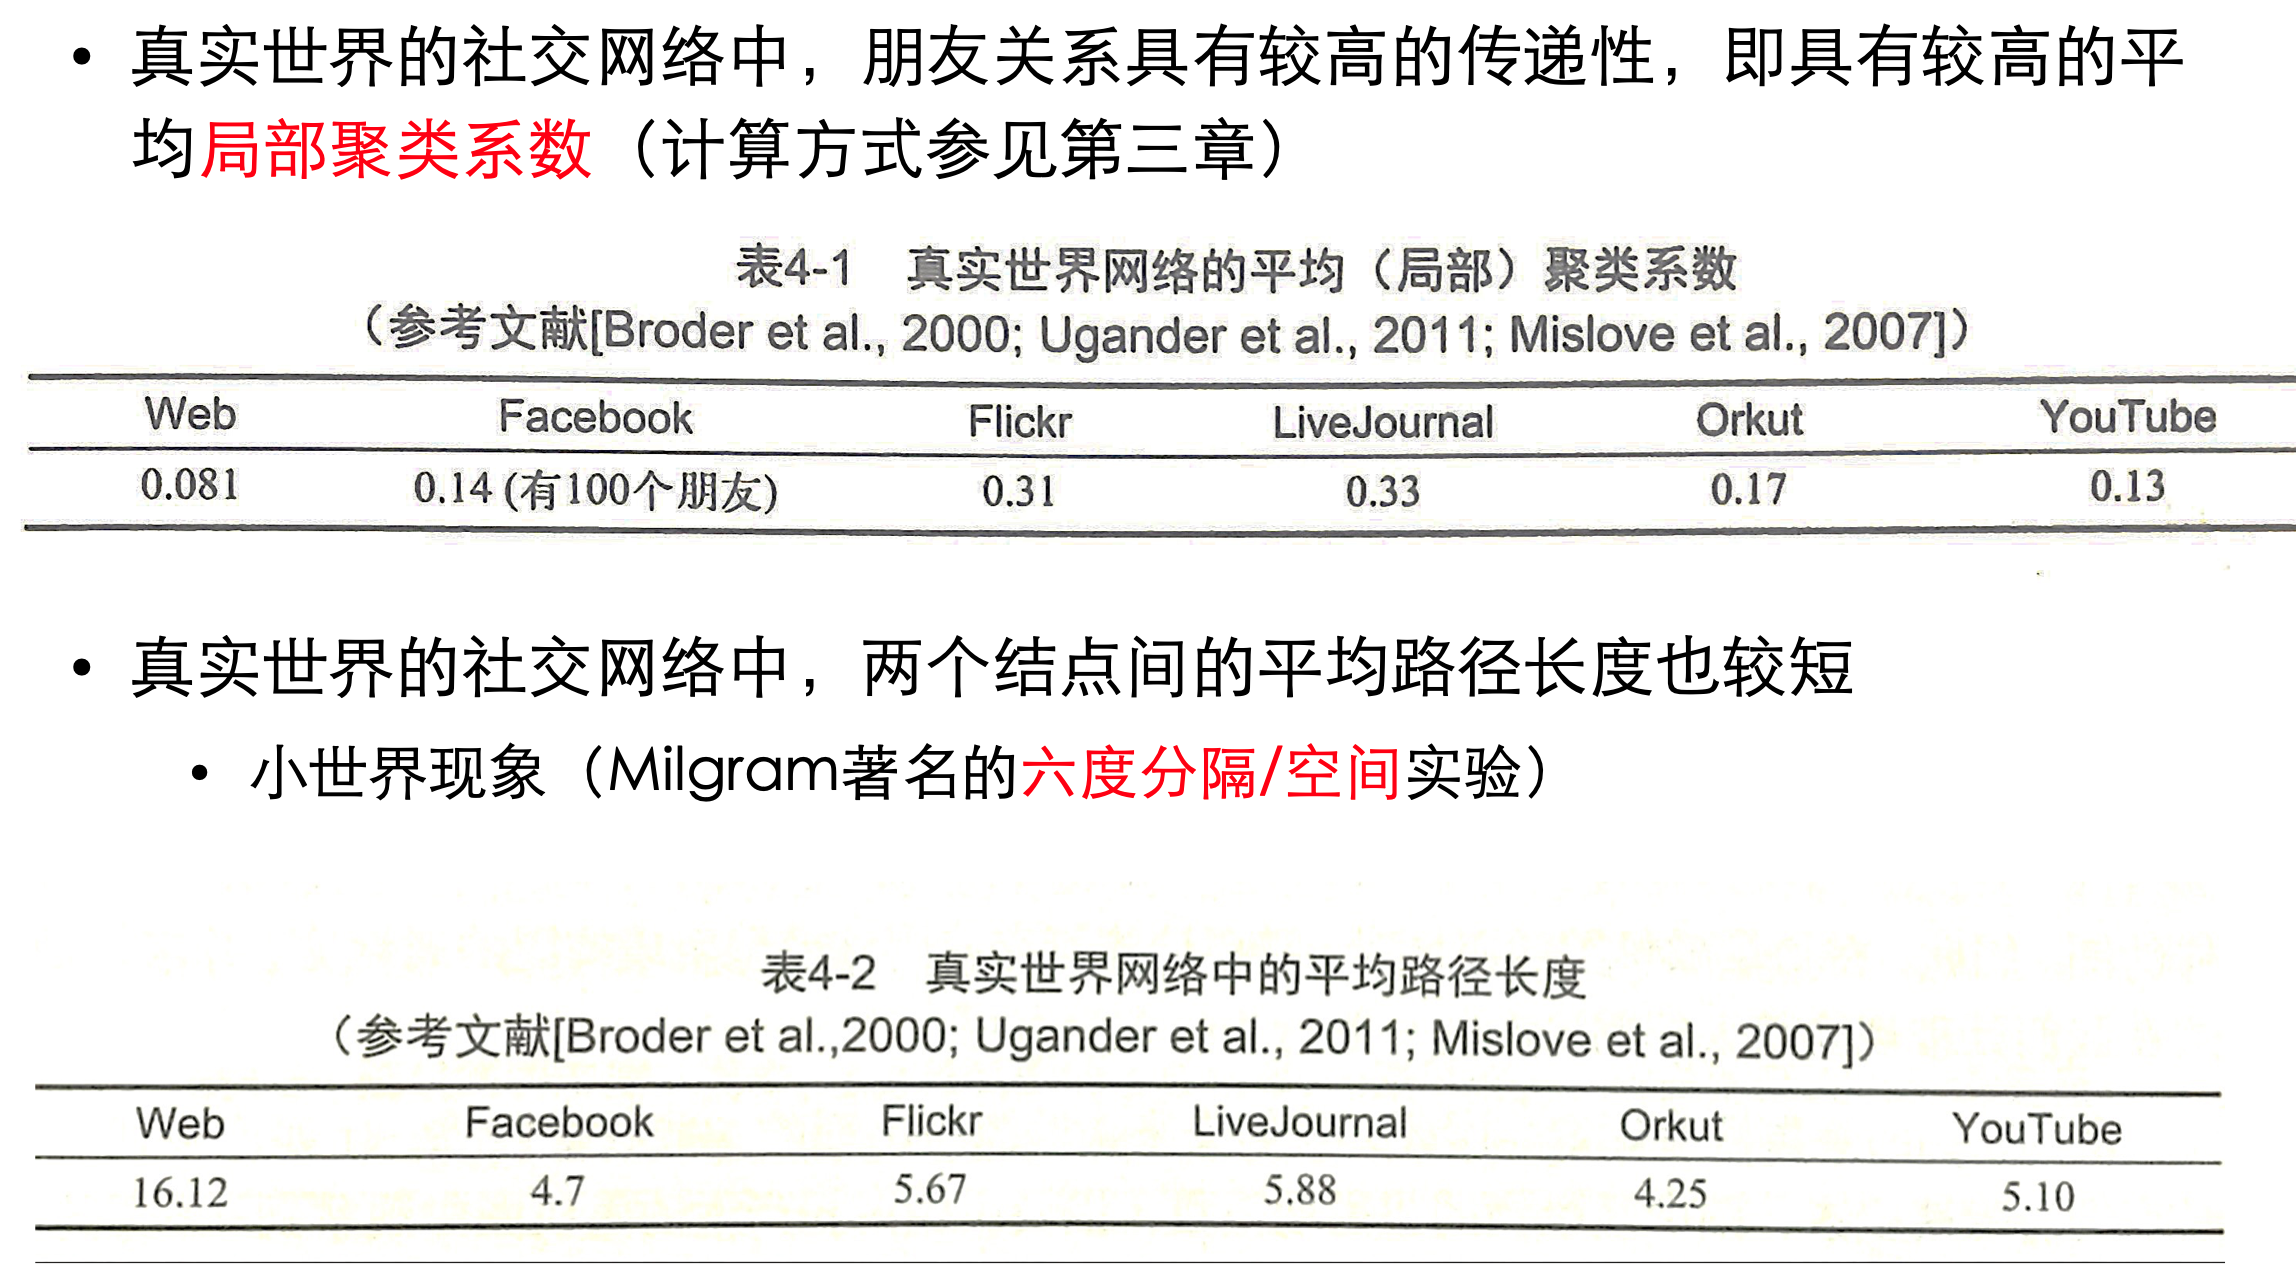 • 真实世界的社交网络中，朋友关系具有较高的传递性，即具有较高的平
均局部聚类系数（计算方式参见第三章）
表4-1 真实世界网络的平均（局部）聚类系数
（参考文献[Broder et al., 2000; Ugander et al., 2011; Mislove et al., 2007]）
Web Facebook Flickr LiveJournal Orkut YouTube
0.081 0.14 (有100个朋友) 0.31 0.33 0.17 0.13
• 真实世界的社交网络中，两个结点间的平均路径长度也较短
• 小世界现象（Milgram著名的六度分隔/空间实验）
表4-2 真实世界网络中的平均路径长度
（参考文献[Broder et al.,2000; Ugander et al., 2011; Mislove et al., 2007]）
Web Facebook Flickr LiveJournal Orkut YouTube
16.12 4.7 5.67 5.88 4.25 5.10